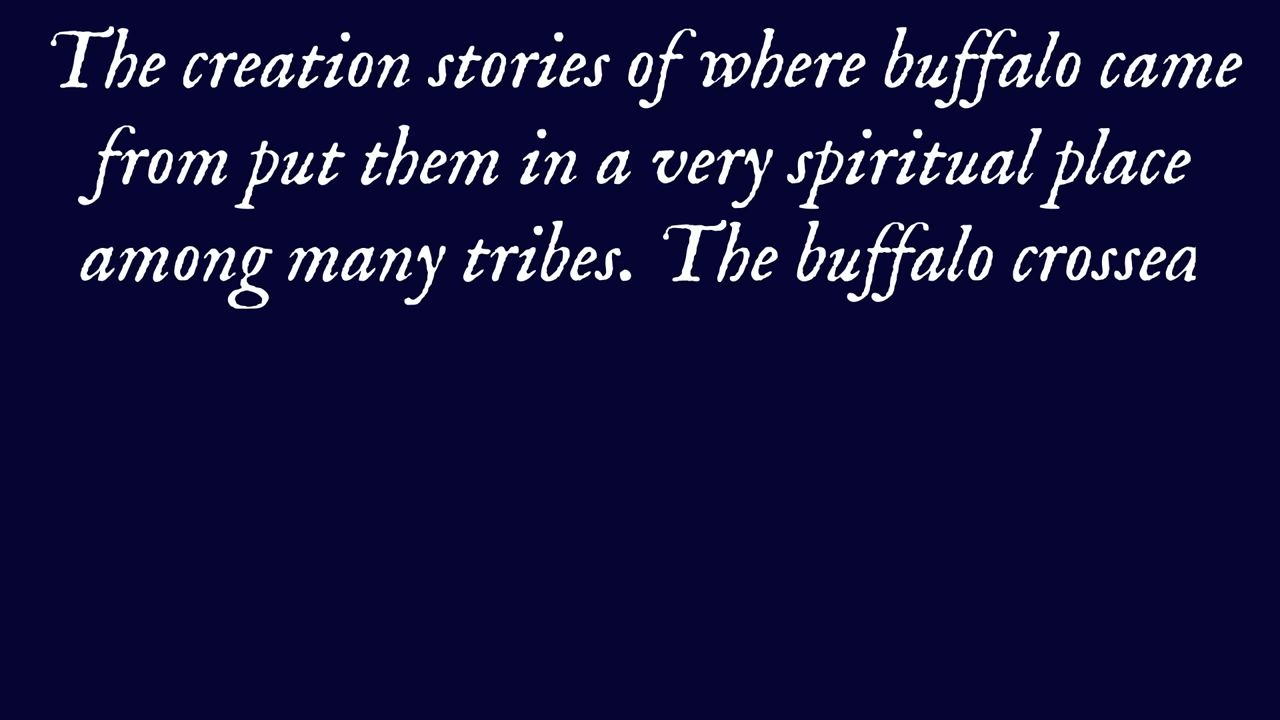 The creation stories of where buffalo came
from put them in a very spiritual place
among many tribes. The buffalo crossea